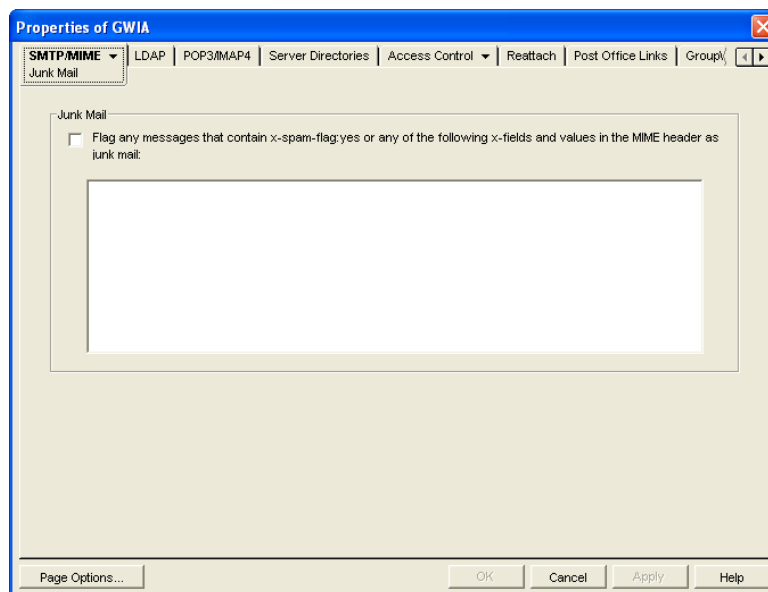 Properties of GWIA
SMTP/MIME LDAP POP3/IMAP4 Server Directories Access Control Reattach Post Office Links
Junk Mail
Junk Mail
Flag any messages that contain x-spam-flag:yes or any of the following x-fields and values in the MIME header as
junk mail:
Page Options... OK Cancel Apply Help